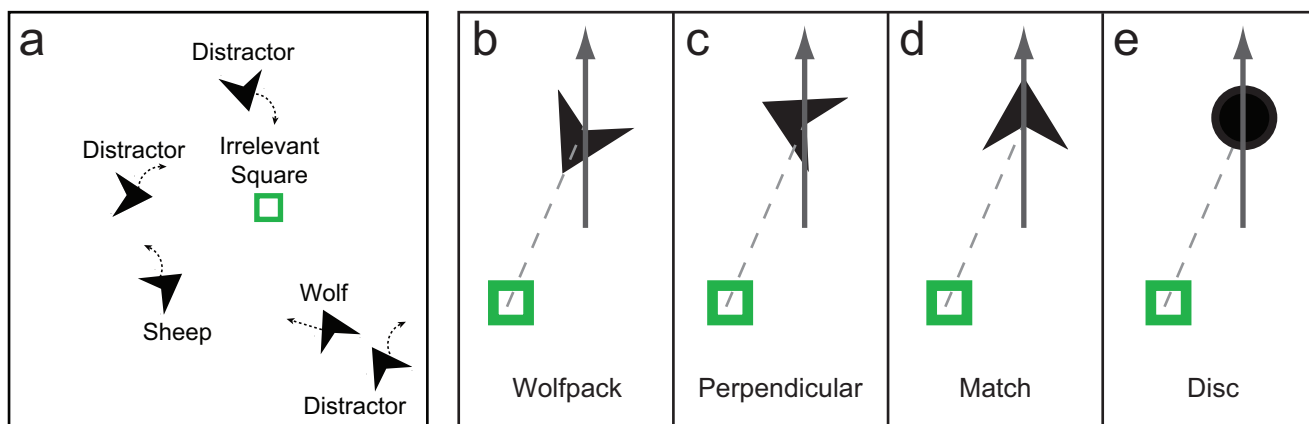 a
Distractor
Distractor
Irrelevant
Square
Sheep
Wolf
Distractor
b
Wolfpack
c
Perpendicular
d
Match
e
Disc